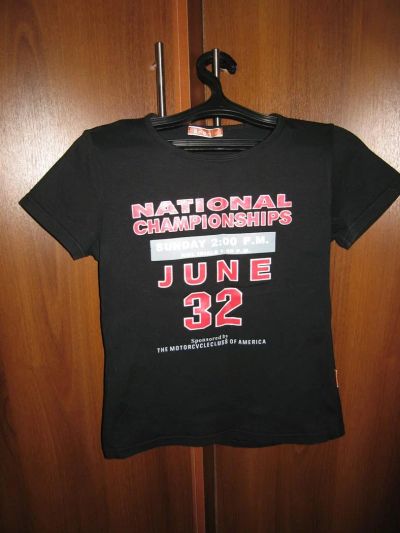 NATIONAL
CHAMPIONSHIPS
SUNDAY 2:00 P.M.
P.M.
JUNE
32
Sponsored by
THE MOTORCYCLECLUBS OF AMERICA